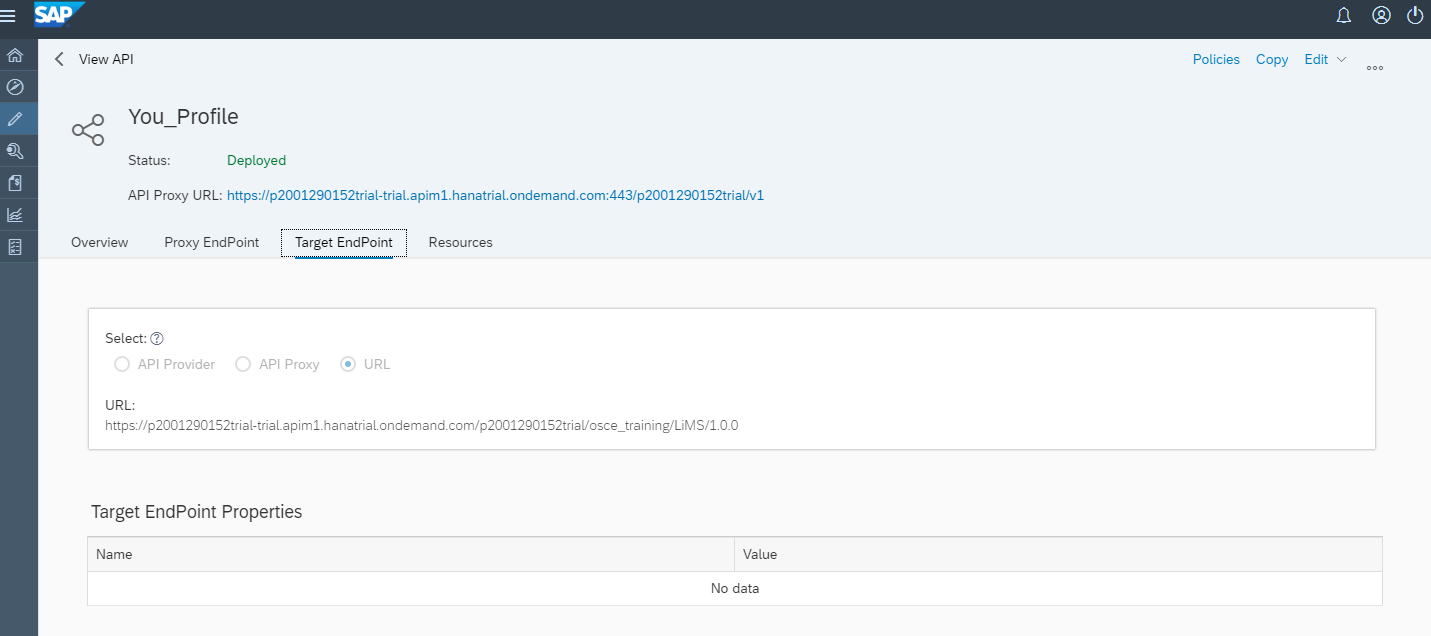 SAP
View API
Policies Copy Edit
You_Profile
Status: Deployed
API Proxy URL: https://p2001290152trial-trial.apim1.hanatrial.ondemand.com:443/p2001290152trial/v1
Overview Proxy EndPoint Target EndPoint Resources
Select:
API Provider API Proxy URL
URL:
https://p2001290152trial-trial.apim1.hanatrial.ondemand.com/p2001290152trial/osce_training/LiMS/1.0.0
Target EndPoint Properties
Name Value
No data